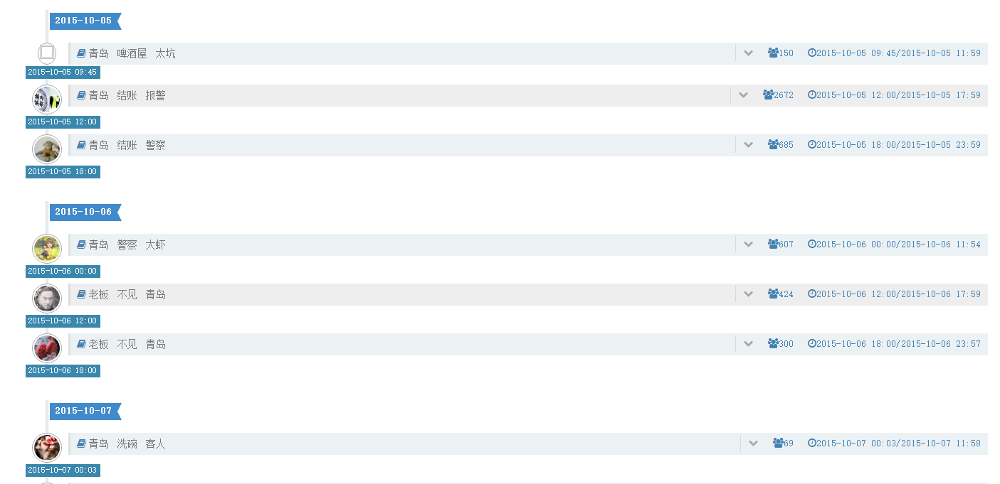 2015-10-05
青岛 啤酒屋 太坑 150 2015-10-05 09:45/2015-10-05 11:59
2015-10-05 09:45
青岛 结账 报警 2672 2015-10-05 12:00/2015-10-05 17:59
2015-10-05 12:00
青岛 结账 警察 685 2015-10-05 18:00/2015-10-05 23:59
2015-10-05 18:00
2015-10-06
青岛 警察 大虾 607 2015-10-06 00:00/2015-10-06 11:54
2015-10-06 00:00
老板 不见 青岛 424 2015-10-06 12:00/2015-10-06 17:59
2015-10-06 12:00
老板 不见 青岛 300 2015-10-06 18:00/2015-10-06 23:57
2015-10-06 18:00
2015-10-07
青岛 洗碗 客人 69 2015-10-07 00:03/2015-10-07 11:58
2015-10-07 00:03